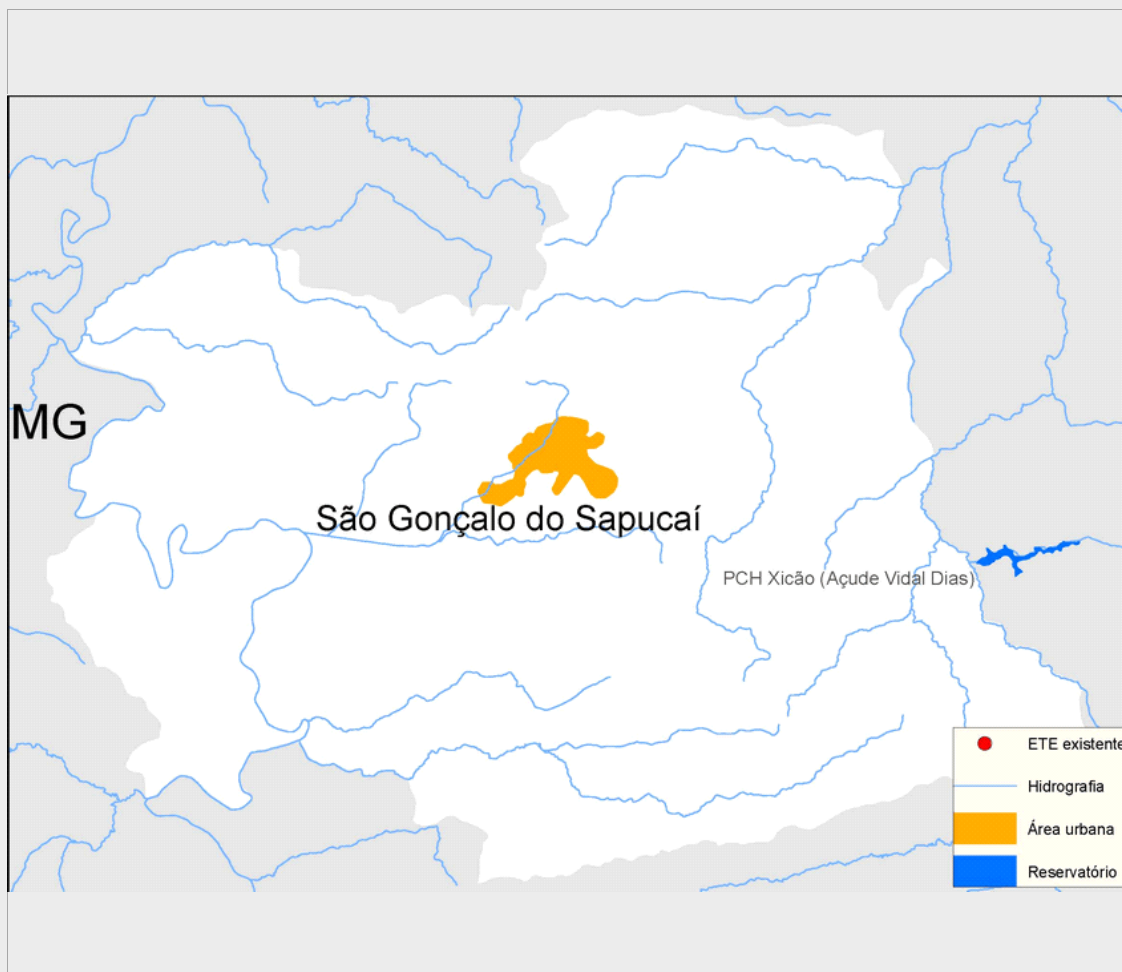 MG
São Gonçalo do Sapucaí
PCH Xicão (Açude Vidal Dias)
ETE existente
Hidrografia
Área urbana
Reservatório